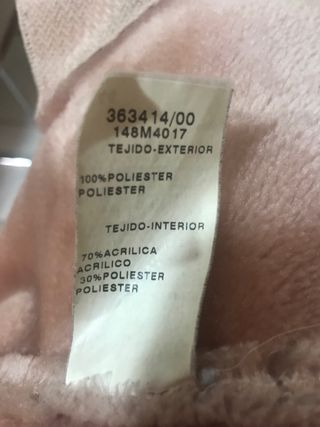 363414/00
148M4017
TEJIDO-EXTERIOR
100%POLIESTER
POLIESTER
TEJIDO-INTERIOR
70%ACRILICA
ACRILICO
30%POLIESTER
POLIESTER